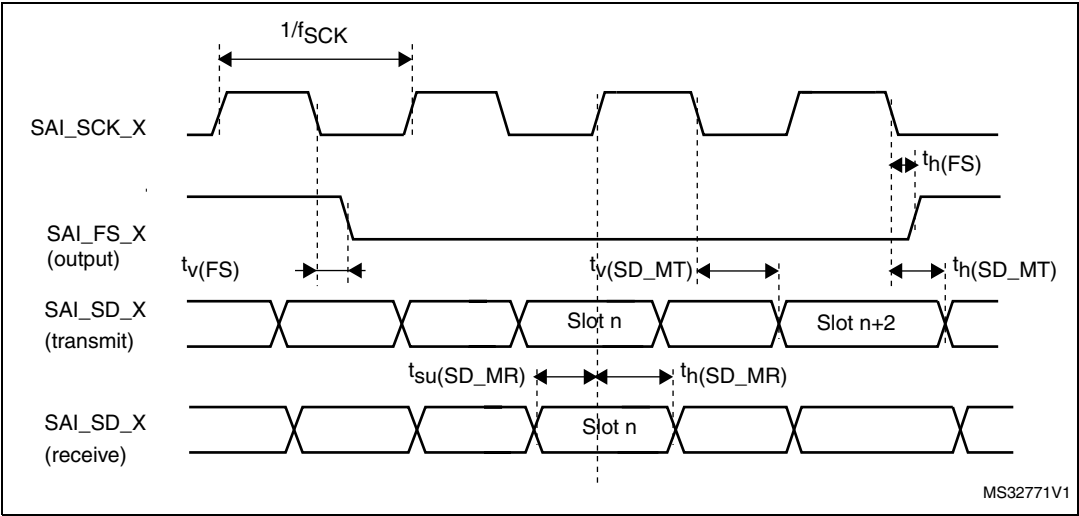 1/fSCK
SAI_SCK_X
th(FS)
SAI_FS_X
(output)
tv(FS)
tv(SD_MT)
th(SD_MT)
SAI_SD_X
(transmit)
Slot n
Slot n+2
tsu(SD_MR)
th(SD_MR)
SAI_SD_X
(receive)
Slot n
MS32771V1